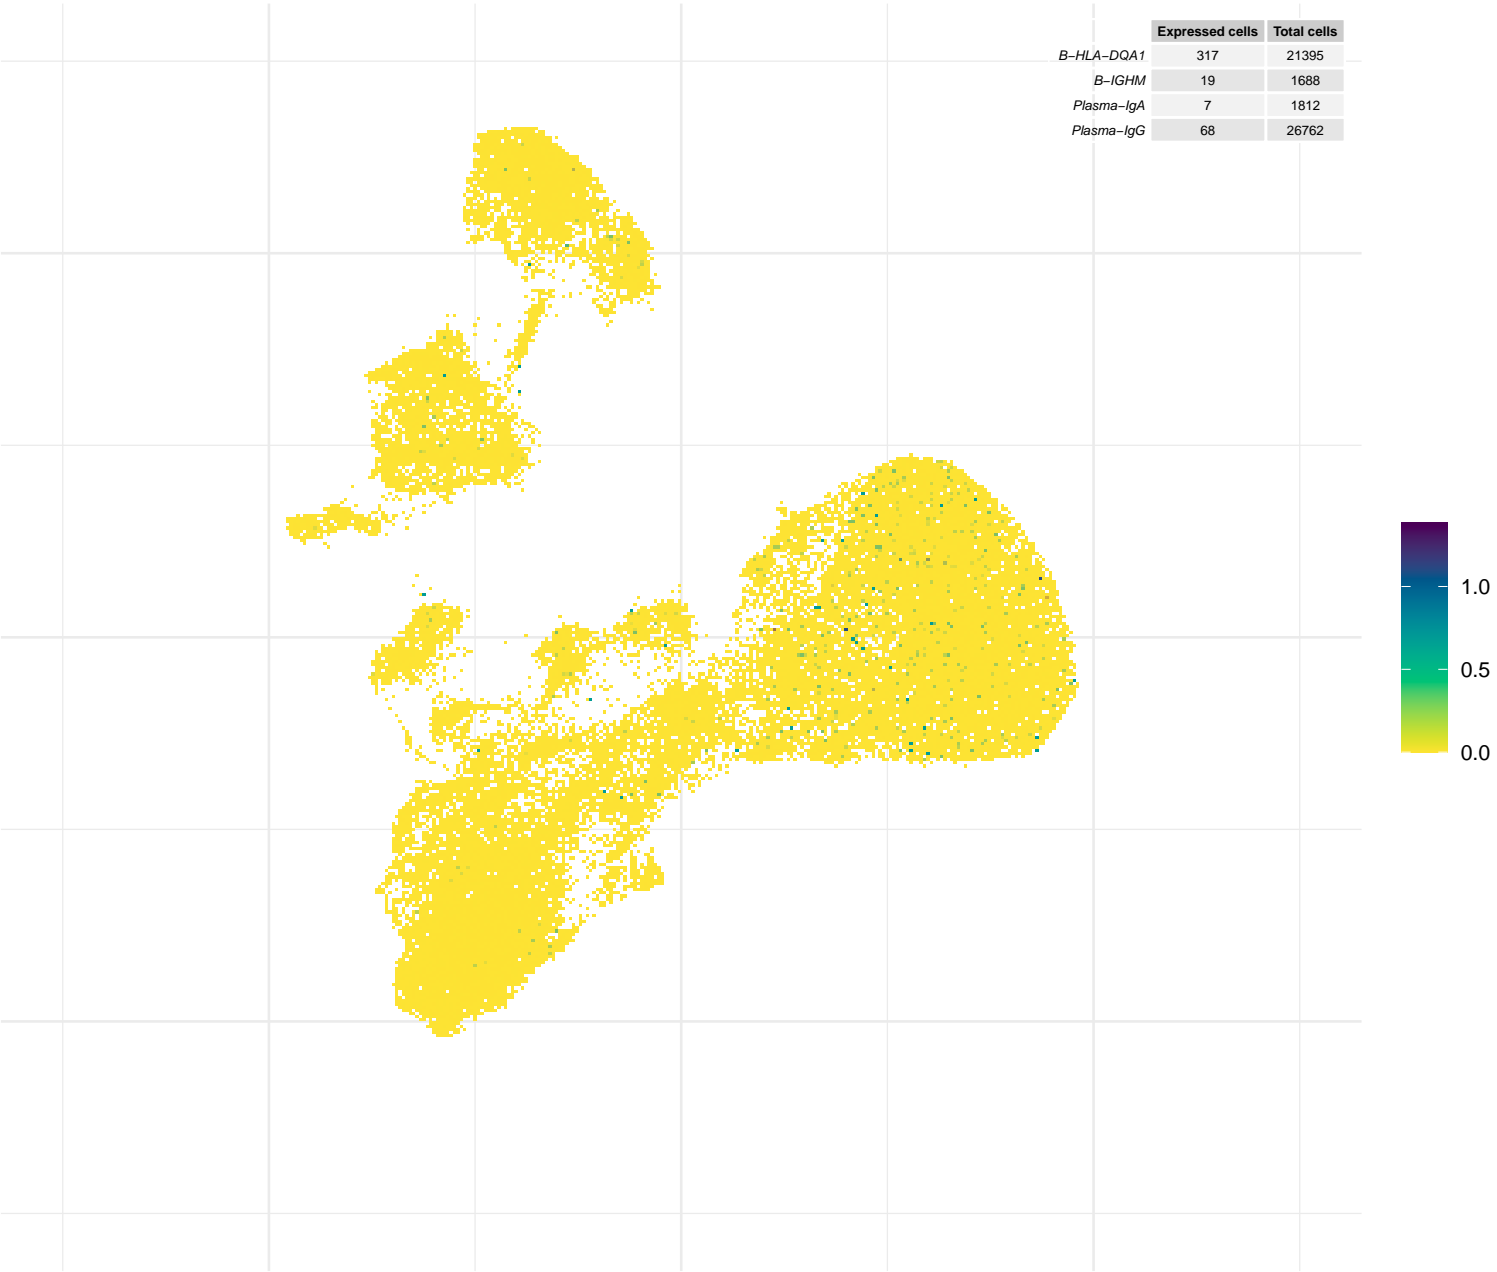 Expressed cells Total cells
B−HLA−DQA1 317 21395
B−IGHM 19 1688
Plasma−IgA 7 1812
Plasma−IgG 68 26762
1.0
0.5
0.0